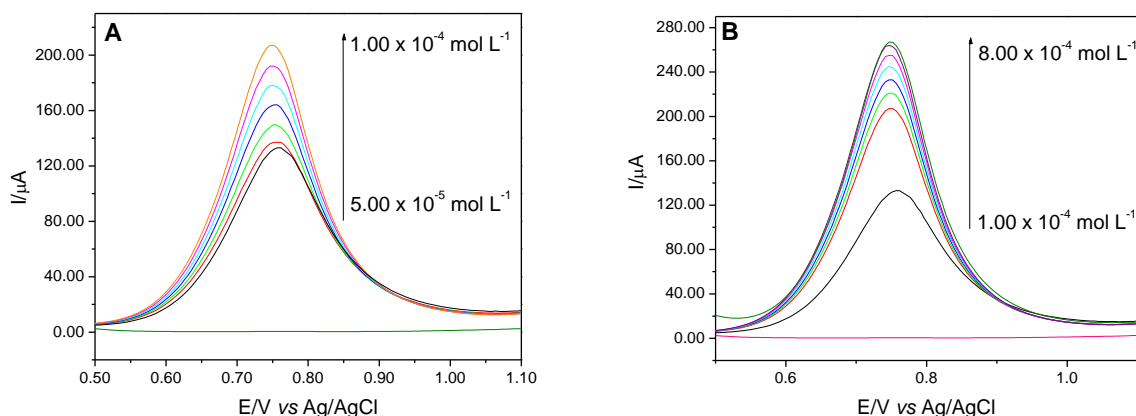 A
1.00 x 10⁻⁴ mol L⁻¹
5.00 x 10⁻⁵ mol L⁻¹
200.00
160.00
120.00
80.00
40.00
0.00
I/μA
0.50 0.60 0.70 0.80 0.90 1.00 1.10
E/V vs Ag/AgCl
B
8.00 x 10⁻⁴ mol L⁻¹
1.00 x 10⁻⁴ mol L⁻¹
280.00
240.00
200.00
160.00
120.00
80.00
40.00
0.00
I/μA
0.6 0.8 1.0
E/V vs Ag/AgCl